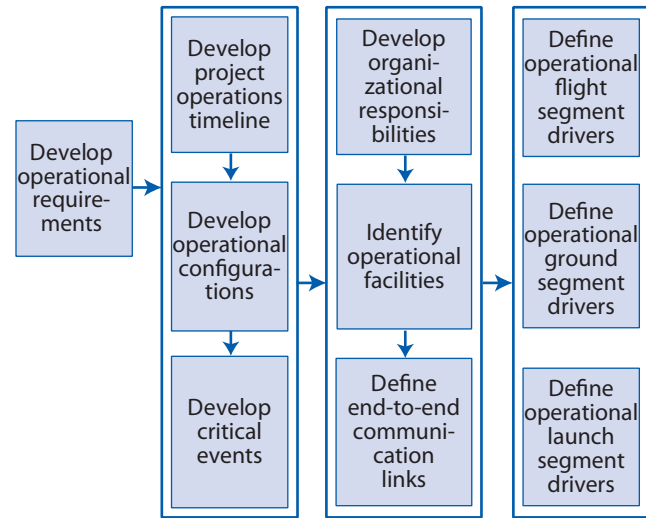 Develop
operational
require-
ments
Develop
project
operations
timeline
Develop
operational
configura-
tions
Develop
critical
events
Develop
organi-
zational
responsi-
bilities
Identify
operational
facilities
Define
end-to-end
communi-
cation
links
Define
operational
flight
segment
drivers
Define
operational
ground
segment
drivers
Define
operational
launch
segment
drivers